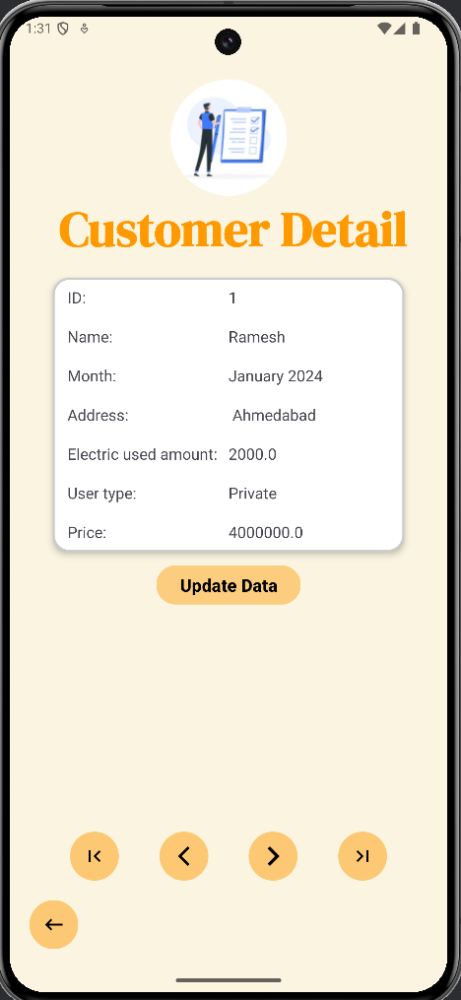 1:31
Customer Detail
ID: 1
Name: Ramesh
Month: January 2024
Address: Ahmedabad
Electric used amount: 2000.0
User type: Private
Price: 4000000.0
Update Data